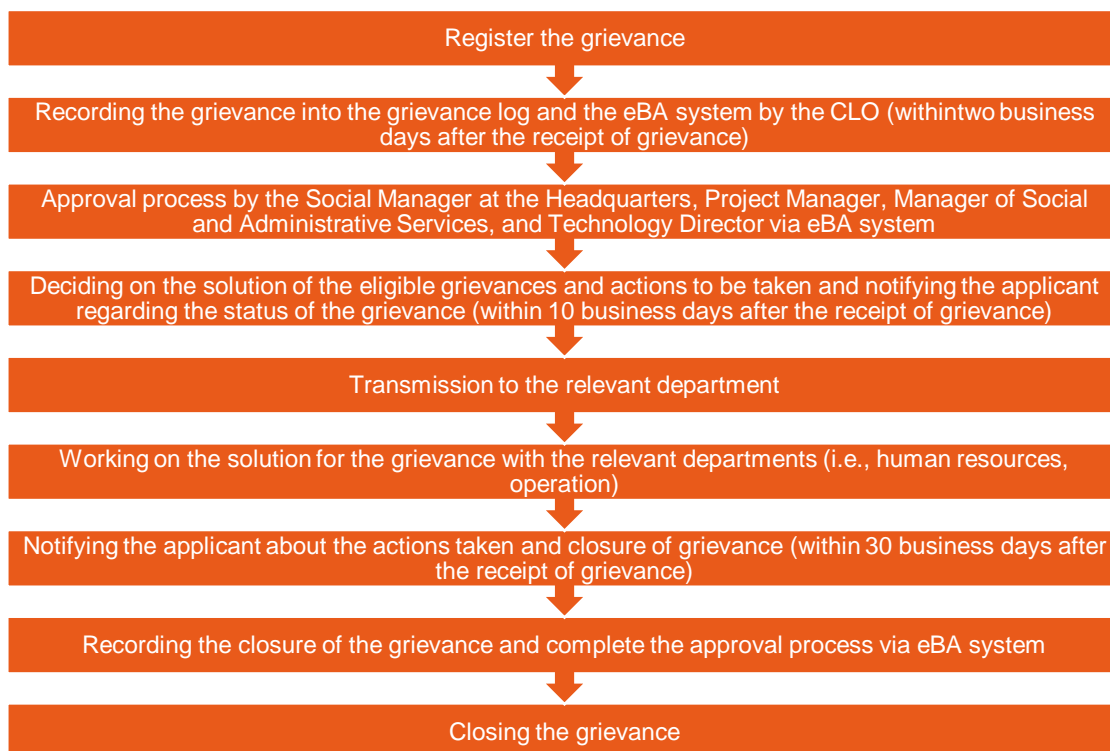 Register the grievance
Recording the grievance into the grievance log and the eBA system by the CLO (withintwo business
days after the receipt of grievance)
Approval process by the Social Manager at the Headquarters, Project Manager, Manager of Social
and Administrative Services, and Technology Director via eBA system
Deciding on the solution of the eligible grievances and actions to be taken and notifying the applicant
regarding the status of the grievance (within 10 business days after the receipt of grievance)
Transmission to the relevant department
Working on the solution for the grievance with the relevant departments (i.e., human resources,
operation)
Notifying the applicant about the actions taken and closure of grievance (within 30 business days after
the receipt of grievance)
Recording the closure of the grievance and complete the approval process via eBA system
Closing the grievance